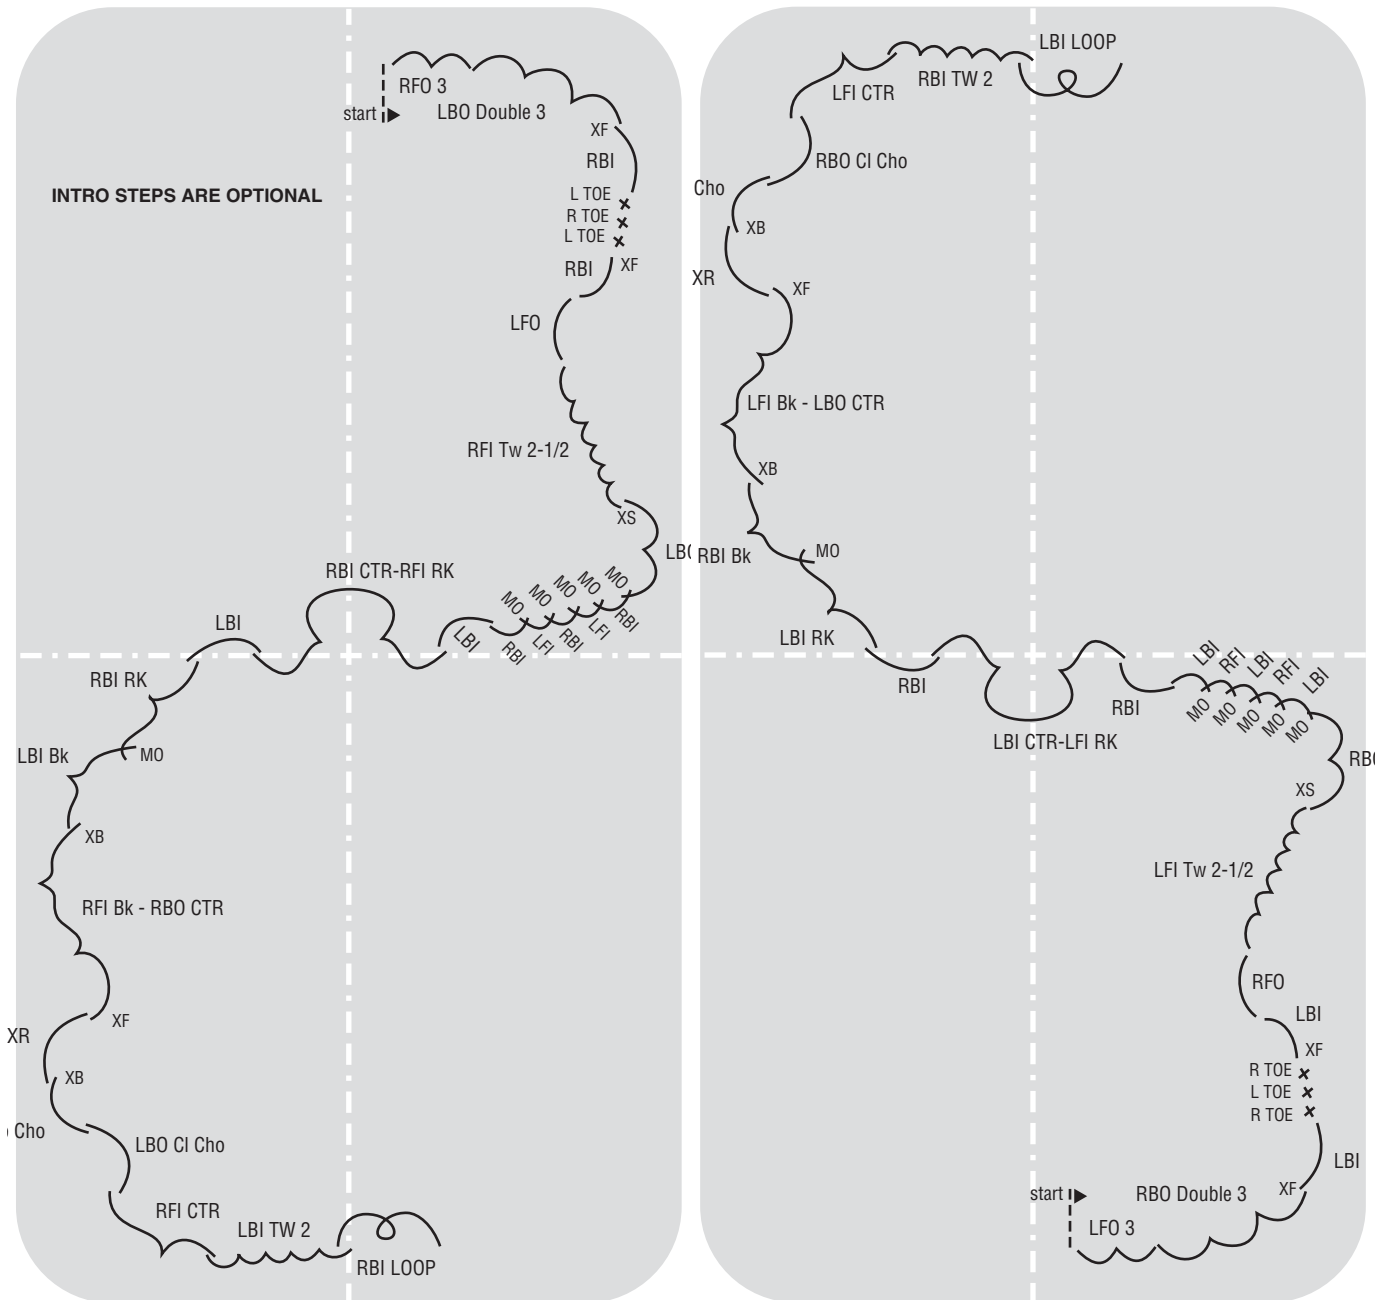 RFO 3
start
LBO Double 3
XF
RBI
INTRO STEPS ARE OPTIONAL
L TOE
R TOE
L TOE
RBI
XF
LFO
RFI Tw 2-1/2
XS
LBO
MO
MO
MO
MO
MO
RBI CTR-RFI RK
LBI
RBI
LFI
RBI
LFI
RBI
LBI
RBI RK
LBI Bk
MO
XB
RFI Bk - RBO CTR
XF
XR
XB
Cho
LBO Cl Cho
RFI CTR
LBI TW 2
RBI LOOP
LBI LOOP
RBI TW 2
LFI CTR
RBO Cl Cho
Cho
XB
XR
XF
LFI Bk - LBO CTR
XB
RBI Bk
MO
LBI RK
RBI
LBI CTR-LFI RK
RBI
LBI
RFI
LBI
RFI
LBI
MO
MO
MO
MO
MO
RBO
XS
LFI Tw 2-1/2
RFO
LBI
XF
R TOE
L TOE
R TOE
LBI
XF
start
RBO Double 3
LFO 3